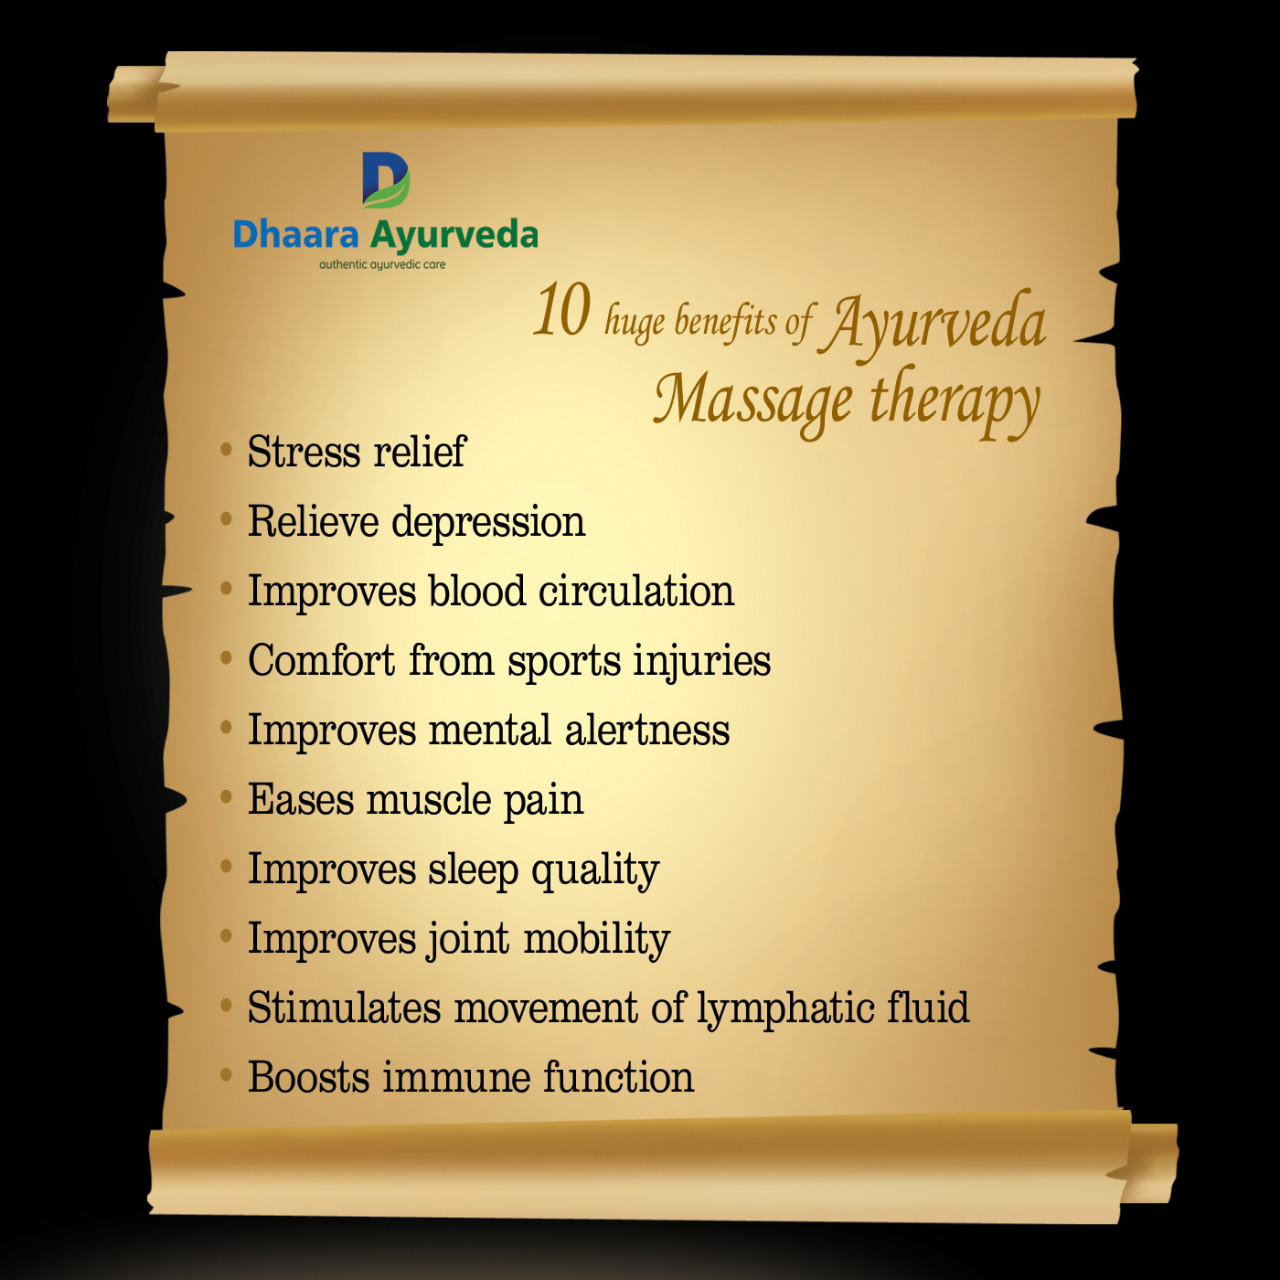 Dhaara Ayurveda
authentic ayurvedic care
10 huge benefits of Ayurveda
Massage therapy
• Stress relief
• Relieve depression
• Improves blood circulation
• Comfort from sports injuries
• Improves mental alertness
• Eases muscle pain
• Improves sleep quality
• Improves joint mobility
• Stimulates movement of lymphatic fluid
• Boosts immune function